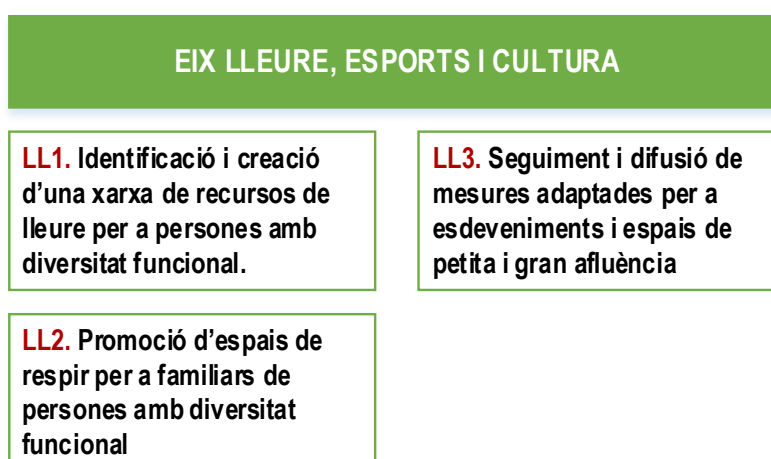 EIX LLEURE, ESPORTS I CULTURA
LL1. Identificació i creació
d’una xarxa de recursos de
lleure per a persones amb
diversitat funcional.
LL2. Promoció d’espais de
respir per a familiars de
persones amb diversitat
funcional
LL3. Seguiment i difusió de
mesures adaptades per a
esdeveniments i espais de
petita i gran afluència